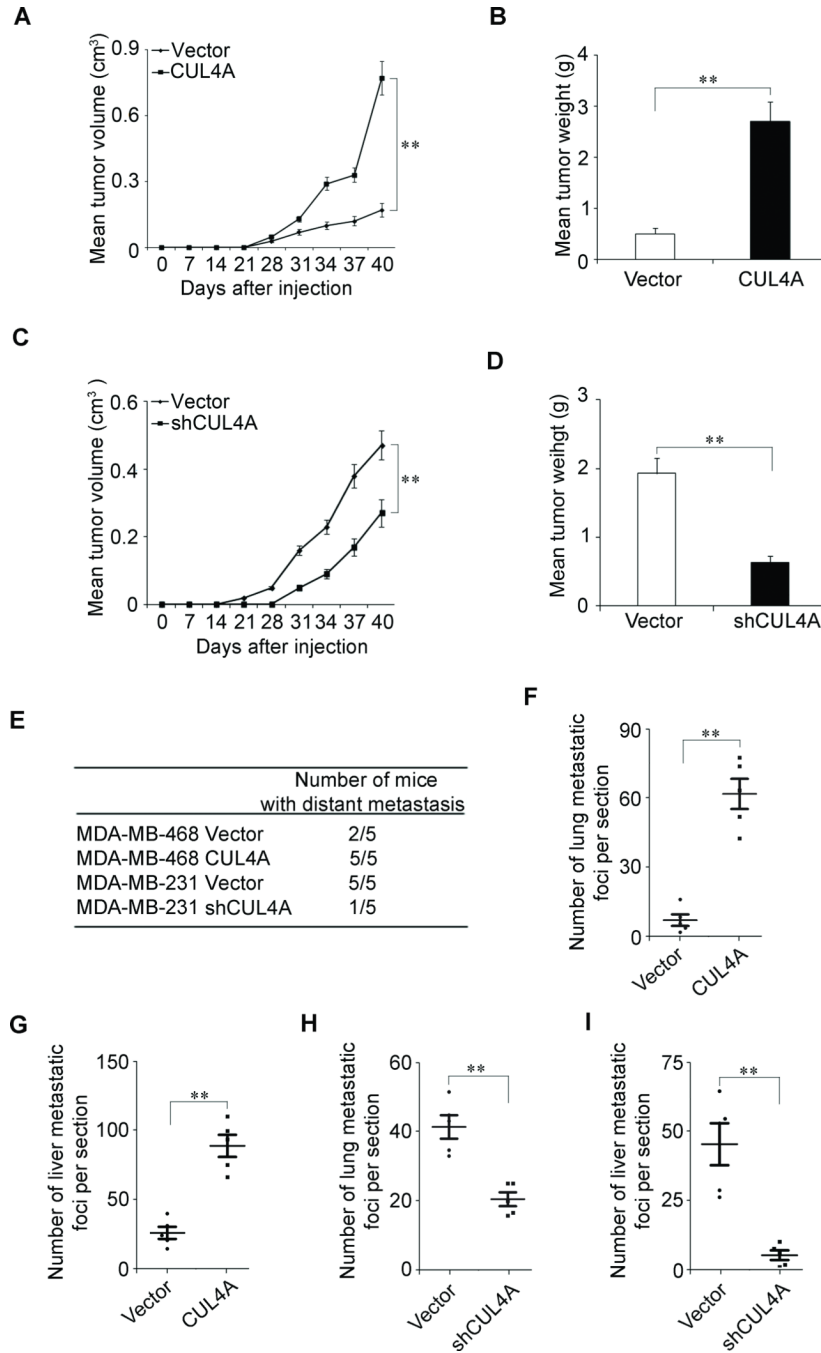 A
Mean tumor volume (cm³)
0.9
0.6
0.3
0
Vector
CUL4A
**
0 7 14 21 28 31 34 37 40
Days after injection
B
Mean tumor weight (g)
4
3
2
1
0
**
Vector CUL4A
C
Mean tumor volume (cm³ )
0.6
0.4
0.2
0
Vector
shCUL4A
**
0 7 14 21 28 31 34 37 40
Days after injection
D
Mean tumor weihgt (g)
3
2
1
0
**
Vector shCUL4A
E
Number of mice
with distant metastasis
MDA-MB-468 Vector 2/5
MDA-MB-468 CUL4A 5/5
MDA-MB-231 Vector 5/5
MDA-MB-231 shCUL4A 1/5
F
Number of lung metastatic
foci per section
90
60
30
0
**
Vector
CUL4A
G
Number of liver metastatic
foci per section
150
100
50
0
**
Vector
CUL4A
H
Number of lung metastatic
foci per section
60
40
20
0
**
Vector
shCUL4A
I
Number of liver metastatic
foci per section
75
50
25
0
**
Vector
shCUL4A